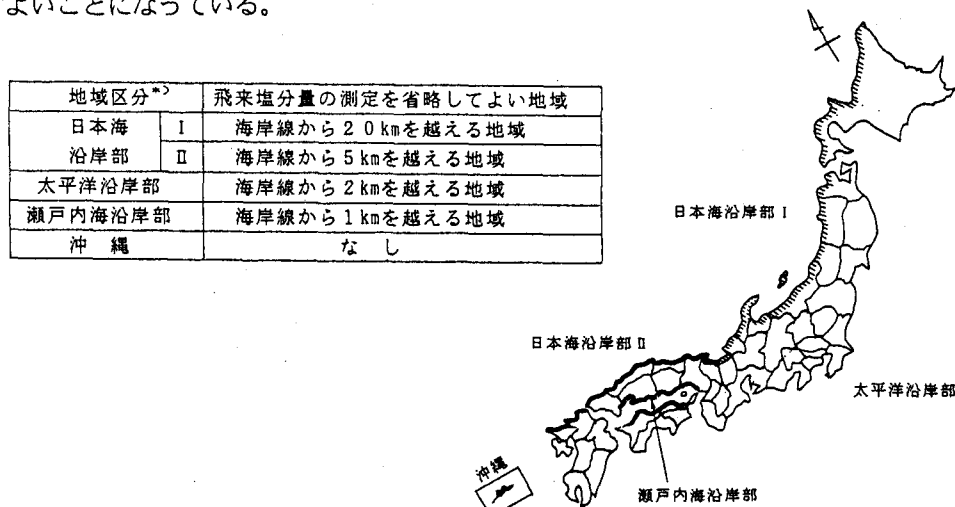 よいことになっている。
地域区分*) 飛来塩分量の測定を省略してよい地域
日本海沿岸部 I 海岸線から20kmを越える地域
II 海岸線から5kmを越える地域
太平洋沿岸部 海岸線から2kmを越える地域
瀬戸内海沿岸部 海岸線から1kmを越える地域
沖縄 なし
日本海沿岸部 I
日本海沿岸部 II
太平洋沿岸部
沖縄
瀬戸内海沿岸部